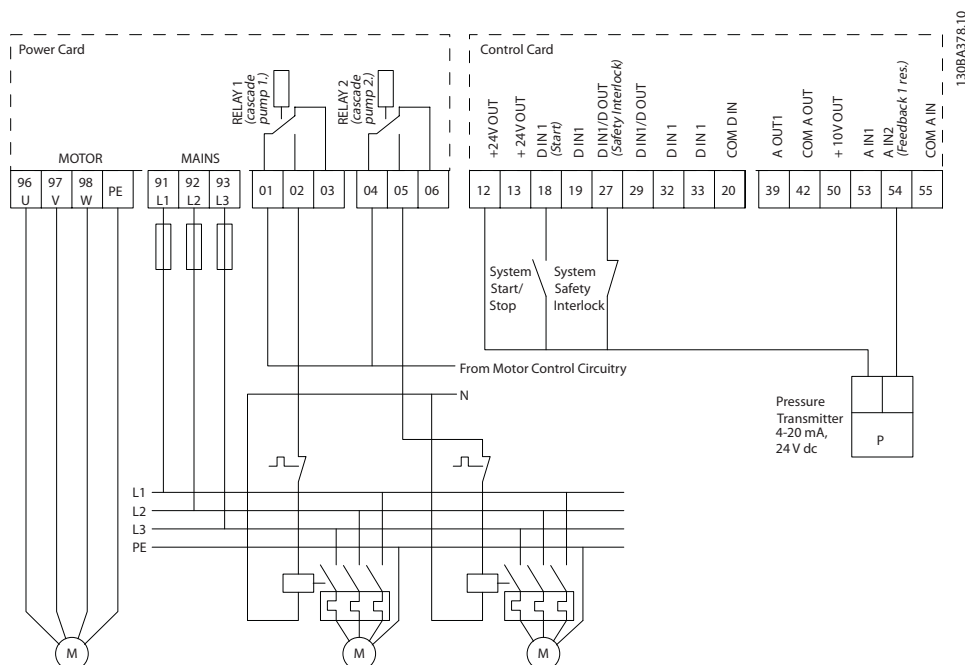 130BA378.10
Power Card
Control Card
RELAY 1
(cascade
pump 1.)
RELAY 2
(cascade
pump 2.)
+24V OUT
+ 24V OUT
D IN 1
(Start)
D IN1
D IN1/D OUT
(Safety Interlock)
D IN1/D OUT
D IN 1
D IN 1
COM D IN
A OUT1
COM A OUT
+ 10V OUT
A IN1
A IN2
(Feedback 1 res.)
COM A IN
MOTOR
MAINS
96
U
97
V
98
W
PE
91
L1
92
L2
93
L3
01
02
03
04
05
06
12
13
18
19
27
29
32
33
20
39
42
50
53
54
55
System
Start/
Stop
System
Safety
Interlock
From Motor Control Circuitry
N
Pressure
Transmitter
4-20 mA,
24 V dc
P
L1
L2
L3
PE
M
M
M